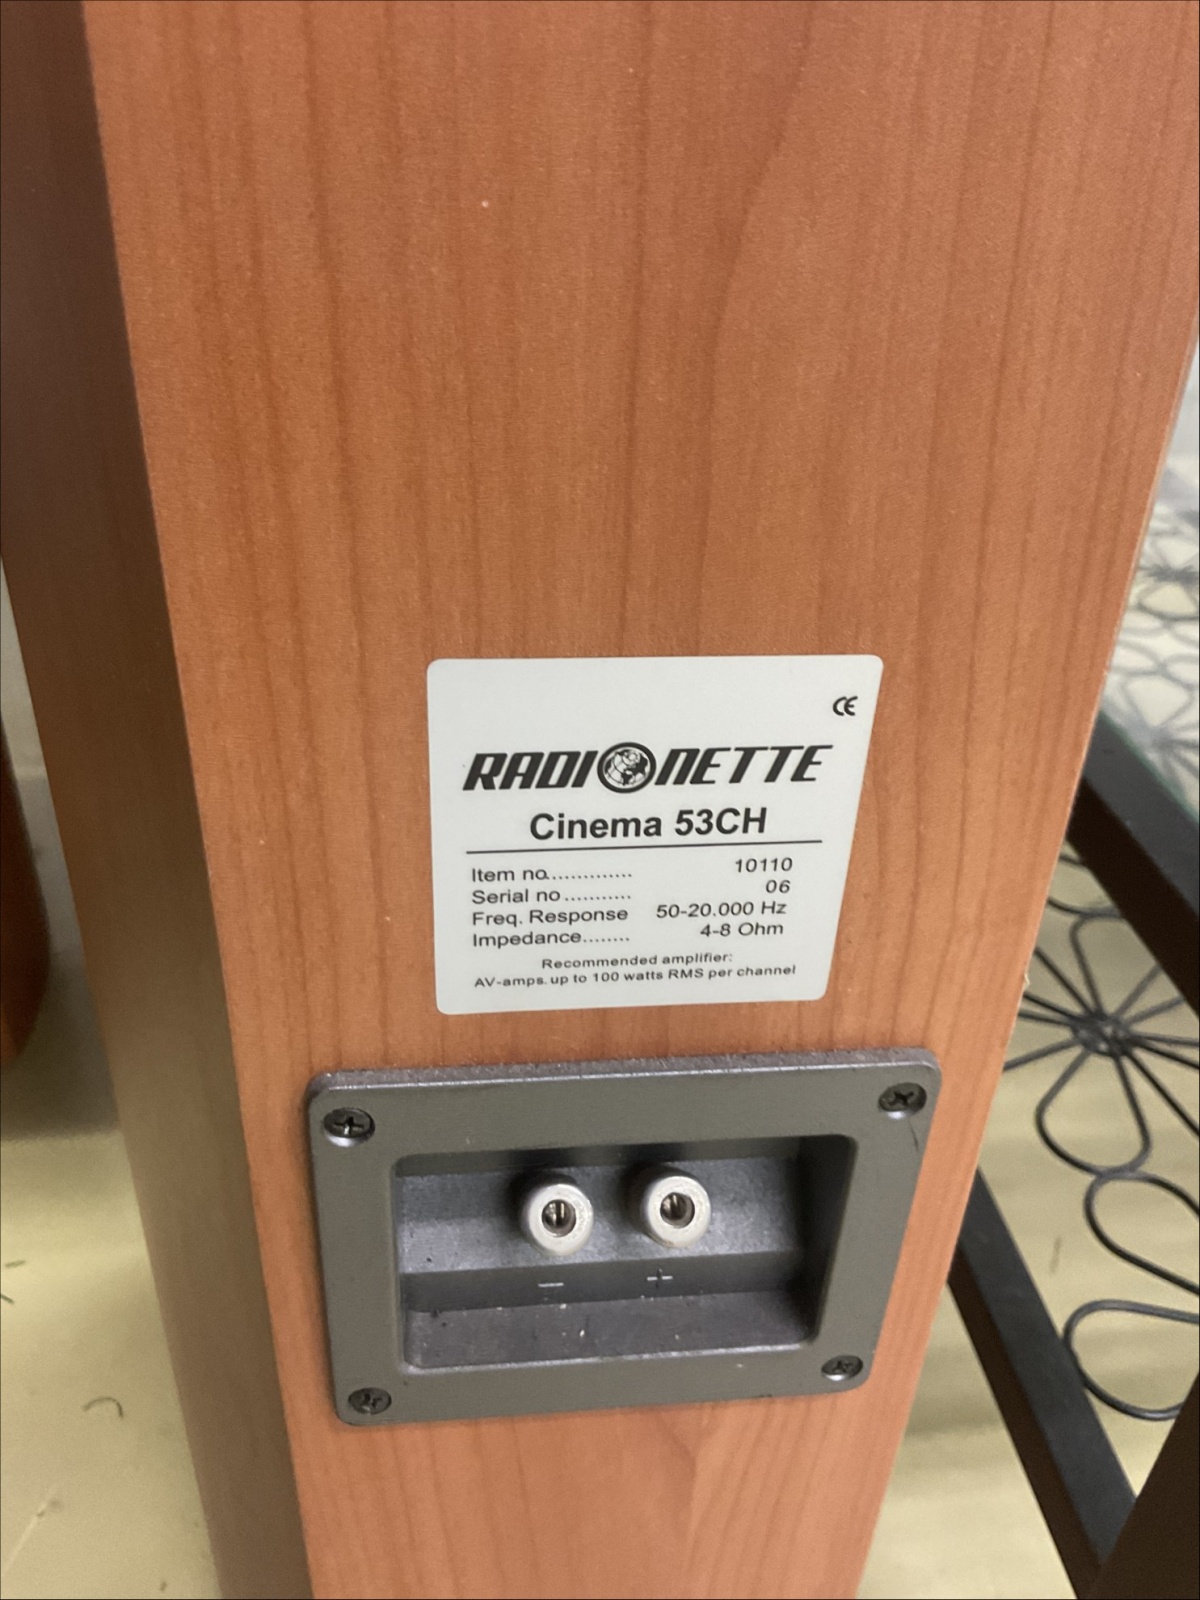 CE
RADIONETTE
Cinema 53CH
Item no.............. 10110
Serial no ........... 06
Freq. Response 50-20.000 Hz
Impedance........ 4-8 Ohm
Recommended amplifier:
AV-amps. up to 100 watts RMS per channel
− +